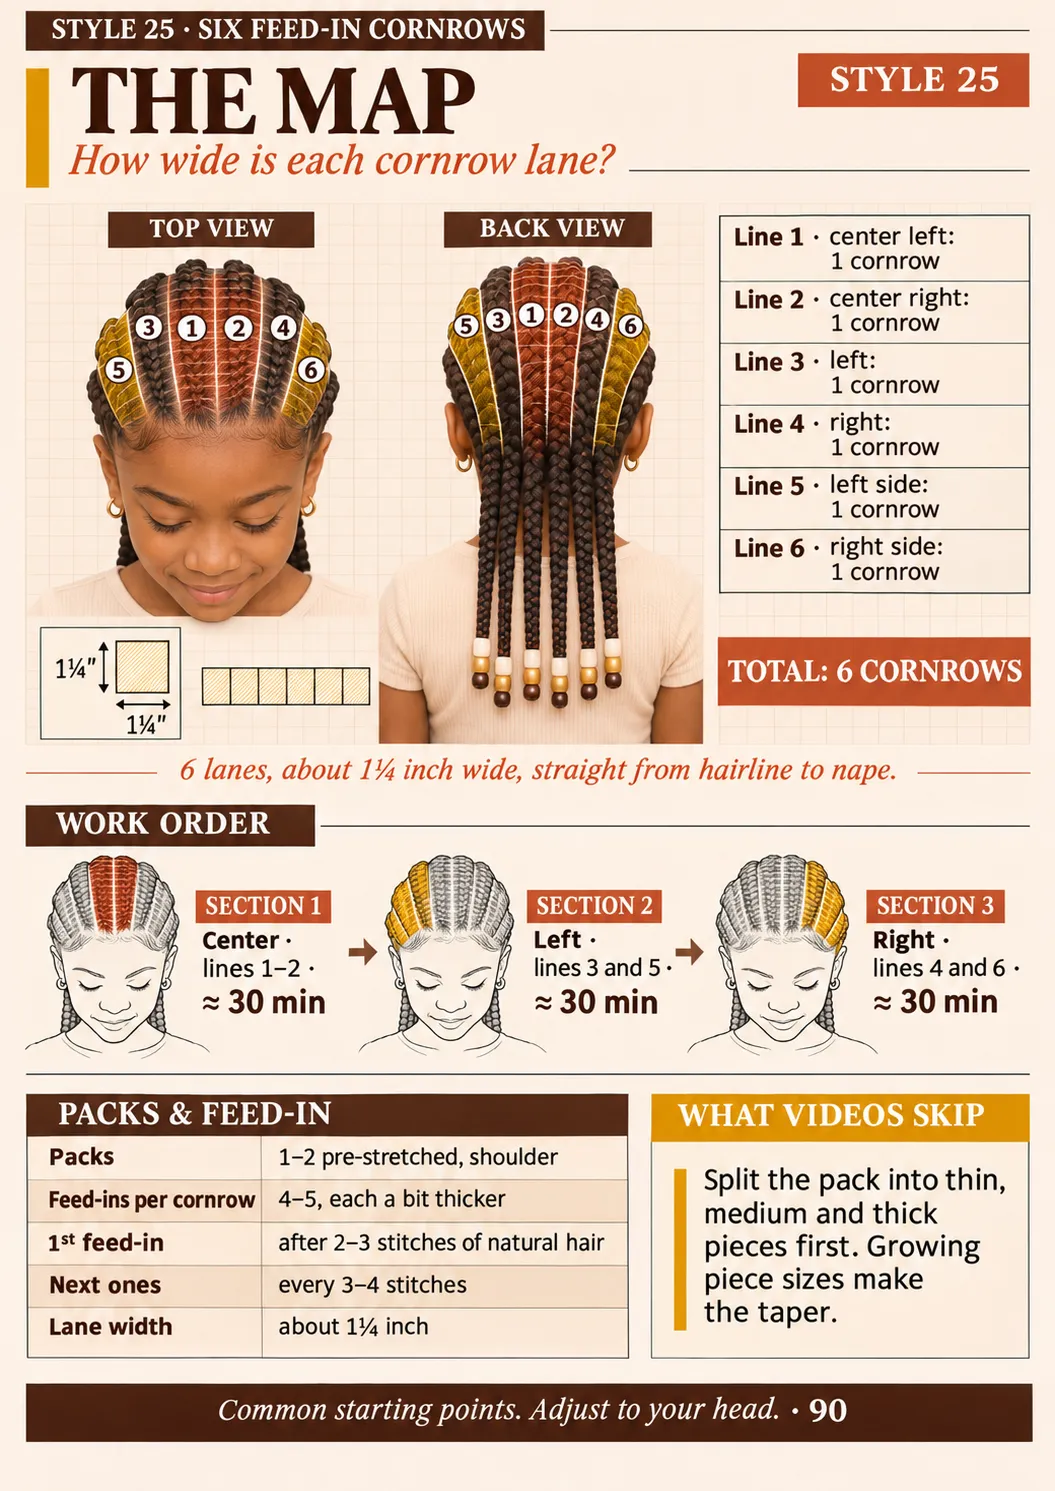 STYLE 25 · SIX FEED-IN CORNROWS
THE MAP
STYLE 25
How wide is each cornrow lane?
TOP VIEW
3 1 2 4
5 6
BACK VIEW
5 3 1 2 4 6
Line 1 · center left:
1 cornrow
Line 2 · center right:
1 cornrow
Line 3 · left:
1 cornrow
Line 4 · right:
1 cornrow
Line 5 · left side:
1 cornrow
Line 6 · right side:
1 cornrow
1¼"
1¼"
TOTAL: 6 CORNROWS
6 lanes, about 1¼ inch wide, straight from hairline to nape.
WORK ORDER
SECTION 1
Center ·
lines 1–2 ·
≈ 30 min
SECTION 2
Left ·
lines 3 and 5 ·
≈ 30 min
SECTION 3
Right ·
lines 4 and 6 ·
≈ 30 min
PACKS & FEED-IN
Packs 1–2 pre-stretched, shoulder
Feed-ins per cornrow 4–5, each a bit thicker
1st feed-in after 2–3 stitches of natural hair
Next ones every 3–4 stitches
Lane width about 1¼ inch
WHAT VIDEOS SKIP
Split the pack into thin,
medium and thick
pieces first. Growing
piece sizes make
the taper.
Common starting points. Adjust to your head. · 90